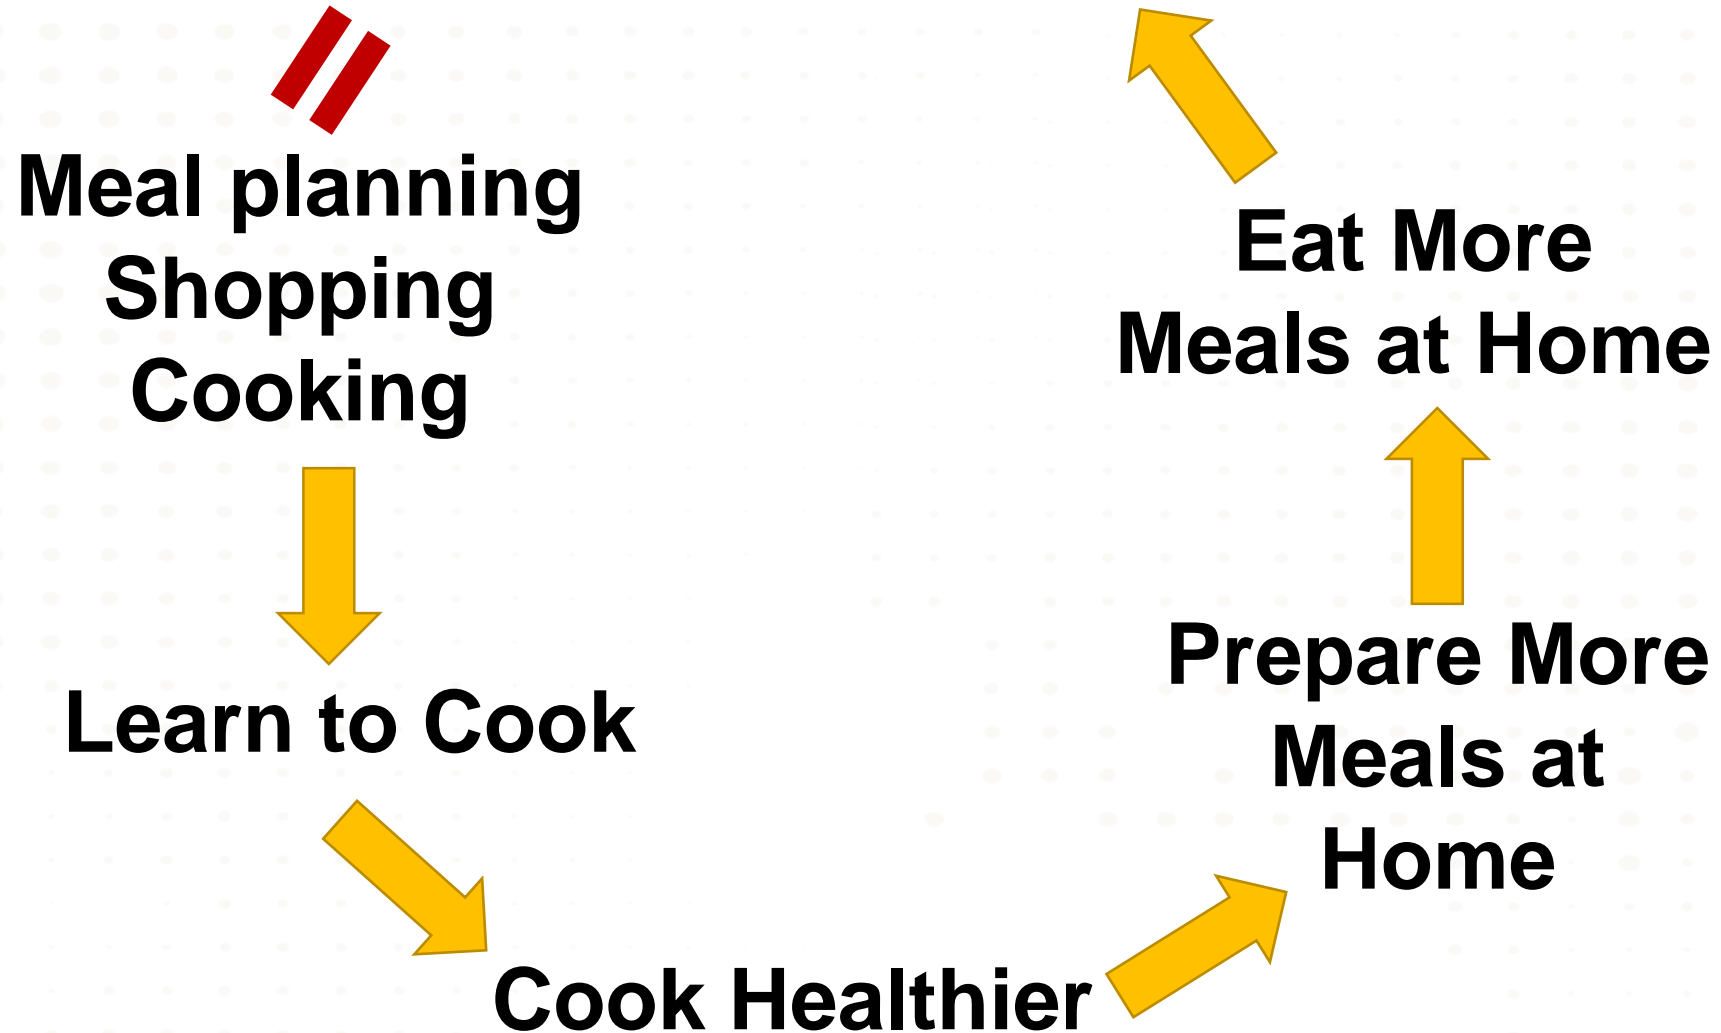 Meal planning
Shopping
Cooking
Learn to Cook
Cook Healthier
Prepare More
Meals at
Home
Eat More
Meals at Home